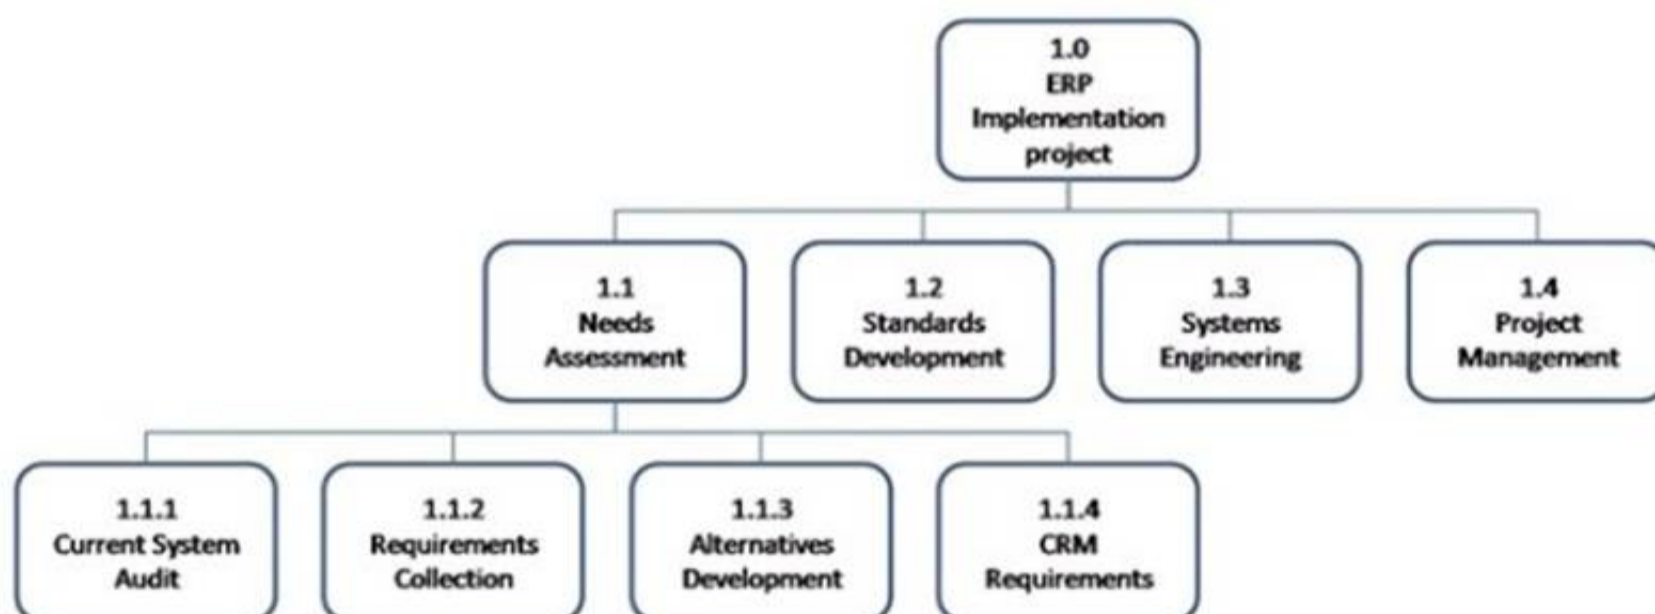 1.0
ERP
Implementation
project
1.1
Needs
Assessment
1.2
Standards
Development
1.3
Systems
Engineering
1.4
Project
Management
1.1.1
Current System
Audit
1.1.2
Requirements
Collection
1.1.3
Alternatives
Development
1.1.4
CRM
Requirements